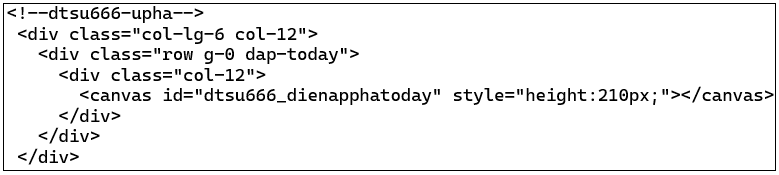 <!--dtsu666-upha-->
<div class="col-lg-6 col-12">
<div class="row g-0 dap-today">
<div class="col-12">
<canvas id="dtsu666_dienapphatoday" style="height:210px;"></canvas>
</div>
</div>
</div>